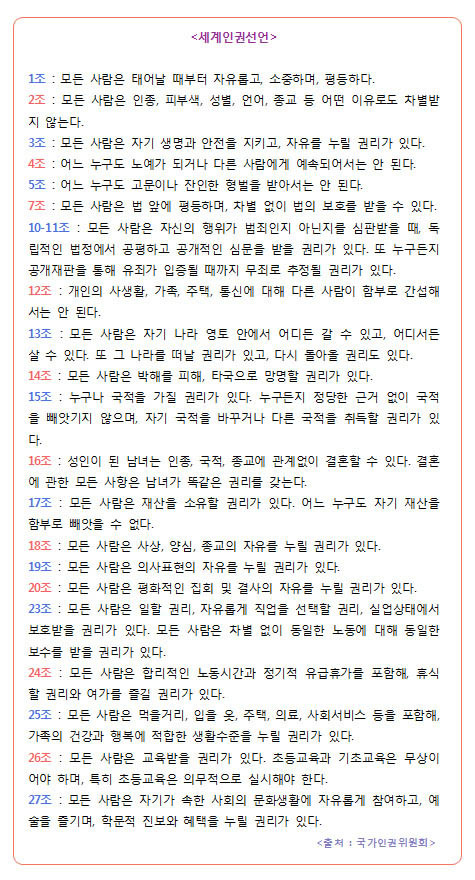 <세계인권선언>
1조 : 모든 사람은 태어날 때부터 자유롭고, 소중하며, 평등하다.
2조 : 모든 사람은 인종, 피부색, 성별, 언어, 종교 등 어떤 이유로도 차별받
지 않는다.
3조 : 모든 사람은 자기 생명과 안전을 지키고, 자유를 누릴 권리가 있다.
4조 : 어느 누구도 노예가 되거나 다른 사람에게 예속되어서는 안 된다.
5조 : 어느 누구도 고문이나 잔인한 형벌을 받아서는 안 된다.
7조 : 모든 사람은 법 앞에 평등하며, 차별 없이 법의 보호를 받을 수 있다.
10-11조 : 모든 사람은 자신의 행위가 범죄인지 아닌지를 심판받을 때, 독
립적인 법정에서 공평하고 공개적인 심문을 받을 권리가 있다. 또 누구든지
공개재판을 통해 유죄가 입증될 때까지 무죄로 추정될 권리가 있다.
12조 : 개인의 사생활, 가족, 주택, 통신에 대해 다른 사람이 함부로 간섭해
서는 안 된다.
13조 : 모든 사람은 자기 나라 영토 안에서 어디든 갈 수 있고, 어디서든
살 수 있다. 또 그 나라를 떠날 권리가 있고, 다시 돌아올 권리도 있다.
14조 : 모든 사람은 박해를 피해, 타국으로 망명할 권리가 있다.
15조 : 누구나 국적을 가질 권리가 있다. 누구든지 정당한 근거 없이 국적
을 빼앗기지 않으며, 자기 국적을 바꾸거나 다른 국적을 취득할 권리가 있
다.
16조 : 성인이 된 남녀는 인종, 국적, 종교에 관계없이 결혼할 수 있다. 결혼
에 관한 모든 사항은 남녀가 똑같은 권리를 갖는다.
17조 : 모든 사람은 재산을 소유할 권리가 있다. 어느 누구도 자기 재산을
함부로 빼앗을 수 없다.
18조 : 모든 사람은 사상, 양심, 종교의 자유를 누릴 권리가 있다.
19조 : 모든 사람은 의사표현의 자유를 누릴 권리가 있다.
20조 : 모든 사람은 평화적인 집회 및 결사의 자유를 누릴 권리가 있다.
23조 : 모든 사람은 일할 권리, 자유롭게 직업을 선택할 권리, 실업상태에서
보호받을 권리가 있다. 모든 사람은 차별 없이 동일한 노동에 대해 동일한
보수를 받을 권리가 있다.
24조 : 모든 사람은 합리적인 노동시간과 정기적 유급휴가를 포함해, 휴식
할 권리와 여가를 즐길 권리가 있다.
25조 : 모든 사람은 먹을거리, 입을 옷, 주택, 의료, 사회서비스 등을 포함해,
가족의 건강과 행복에 적합한 생활수준을 누릴 권리가 있다.
26조 : 모든 사람은 교육받을 권리가 있다. 초등교육과 기초교육은 무상이
어야 하며, 특히 초등교육은 의무적으로 실시해야 한다.
27조 : 모든 사람은 자기가 속한 사회의 문화생활에 자유롭게 참여하고, 예
술을 즐기며, 학문적 진보와 혜택을 누릴 권리가 있다.
<출처 : 국가인권위원회>